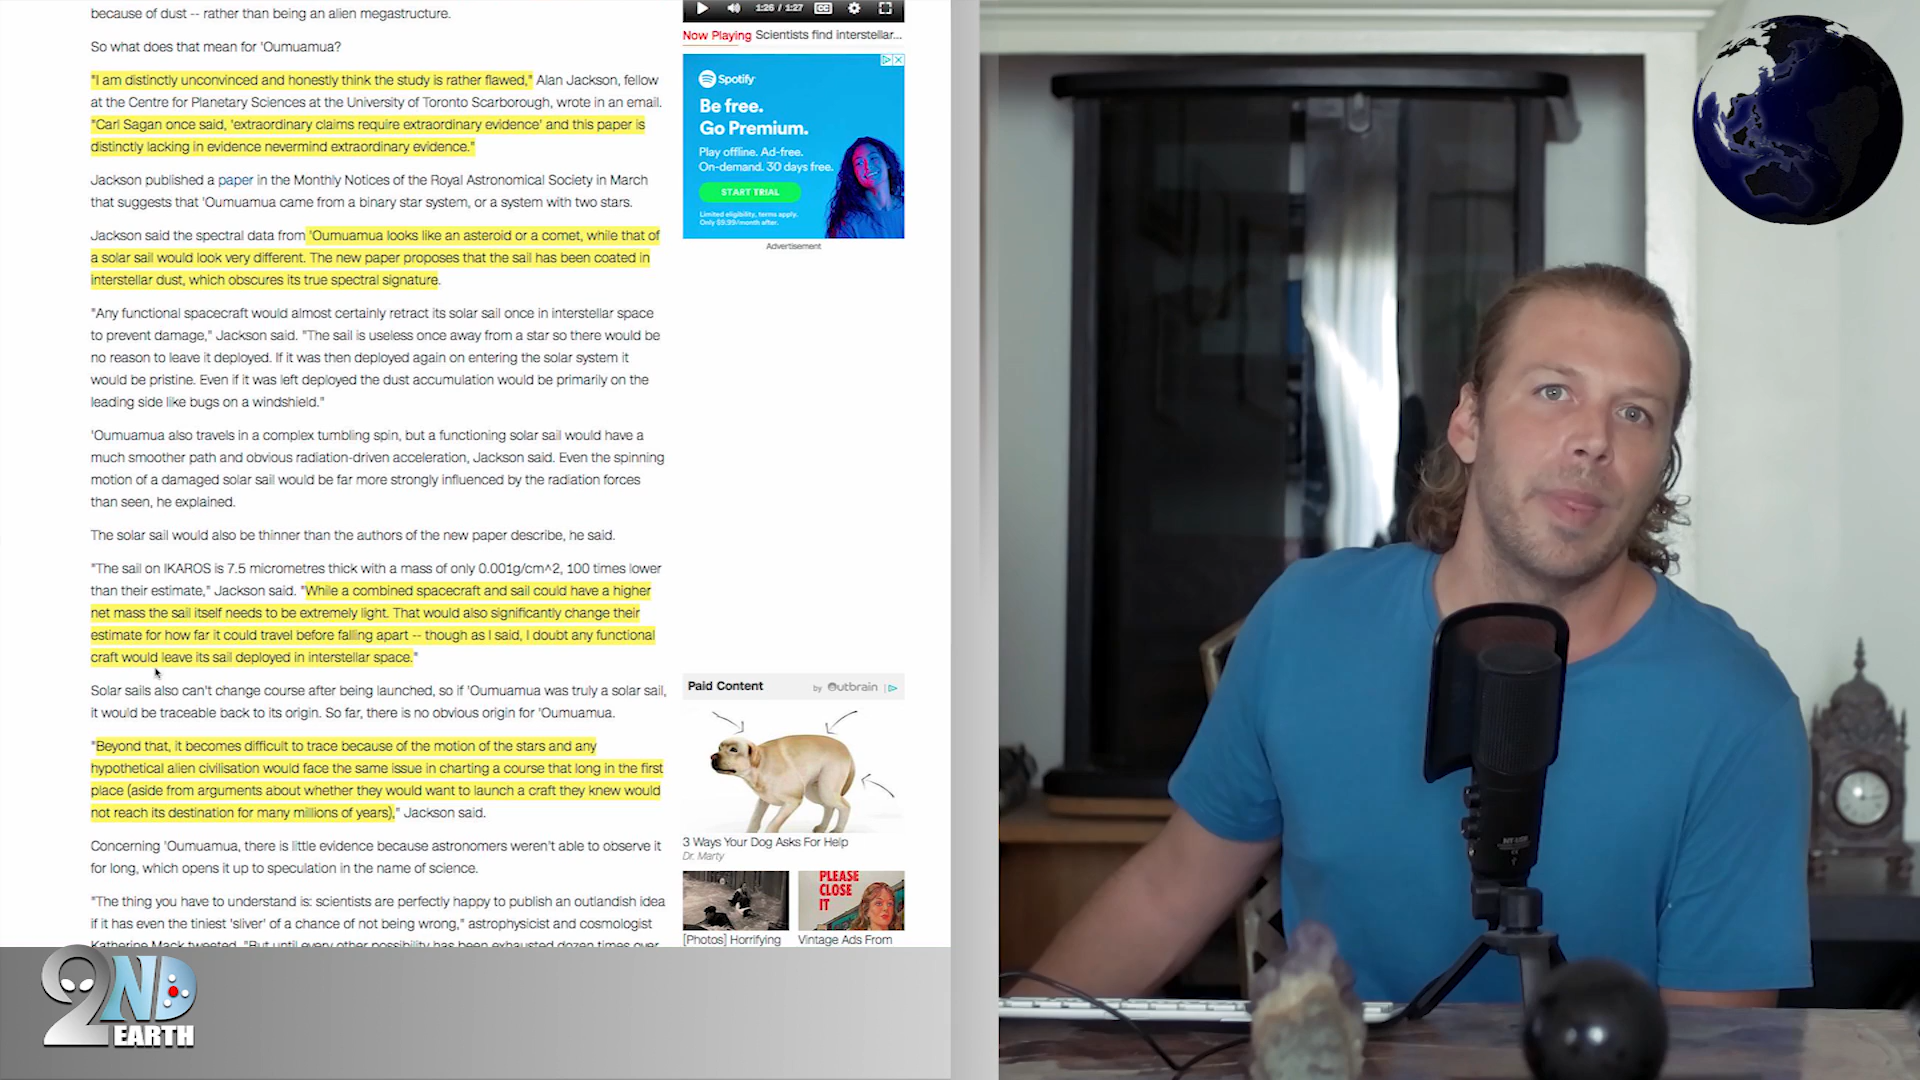 because of dust -- rather than being an alien megastructure.
So what does that mean for 'Oumuamua?
"I am distinctly unconvinced and honestly think the study is rather flawed," Alan Jackson, fellow
at the Centre for Planetary Sciences at the University of Toronto Scarborough, wrote in an email.
"Carl Sagan once said, 'extraordinary claims require extraordinary evidence' and this paper is
distinctly lacking in evidence nevermind extraordinary evidence."
Jackson published a paper in the Monthly Notices of the Royal Astronomical Society in March
that suggests that 'Oumuamua came from a binary star system, or a system with two stars.
Jackson said the spectral data from 'Oumuamua looks like an asteroid or a comet, while that of
a solar sail would look very different. The new paper proposes that the sail has been coated in
interstellar dust, which obscures its true spectral signature.
"Any functional spacecraft would almost certainly retract its solar sail once in interstellar space
to prevent damage," Jackson said. "The sail is useless once away from a star so there would be
no reason to leave it deployed. If it was then deployed again on entering the solar system it
would be pristine. Even if it was left deployed the dust accumulation would be primarily on the
leading side like bugs on a windshield."
'Oumuamua also travels in a complex tumbling spin, but a functioning solar sail would have a
much smoother path and obvious radiation-driven acceleration, Jackson said. Even the spinning
motion of a damaged solar sail would be far more strongly influenced by the radiation forces
than seen, he explained.
The solar sail would also be thinner than the authors of the new paper describe, he said.
"The sail on IKAROS is 7.5 micrometres thick with a mass of only 0.001g/cm^2, 100 times lower
than their estimate," Jackson said. "While a combined spacecraft and sail could have a higher
net mass the sail itself needs to be extremely light. That would also significantly change their
estimate for how far it could travel before falling apart -- though as I said, I doubt any functional
craft would leave its sail deployed in interstellar space."
Solar sails also can't change course after being launched, so if 'Oumuamua was truly a solar sail,
it would be traceable back to its origin. So far, there is no obvious origin for 'Oumuamua.
"Beyond that, it becomes difficult to trace because of the motion of the stars and any
hypothetical alien civilisation would face the same issue in charting a course that long in the first
place (aside from arguments about whether they would want to launch a craft they knew would
not reach its destination for many millions of years)," Jackson said.
Concerning 'Oumuamua, there is little evidence because astronomers weren't able to observe it
for long, which opens it up to speculation in the name of science.
"The thing you have to understand is: scientists are perfectly happy to publish an outlandish idea
if it has even the tiniest 'sliver' of a chance of not being wrong," astrophysicist and cosmologist
Katherine Mack tweeted. "But until every other possibility has been exhausted dozen times over,
1:26 / 1:27
CC
Now Playing Scientists find interstellar...
Spotify
Be free.
Go Premium.
Play offline. Ad-free.
On-demand. 30 days free.
START TRIAL
Limited eligibility, terms apply.
Only $9.99/month after.
Advertisement
Paid Content by Outbrain
3 Ways Your Dog Asks For Help
Dr. Marty
PLEASE
CLOSE
IT
[Photos] Horrifying
Vintage Ads From
2ND
EARTH